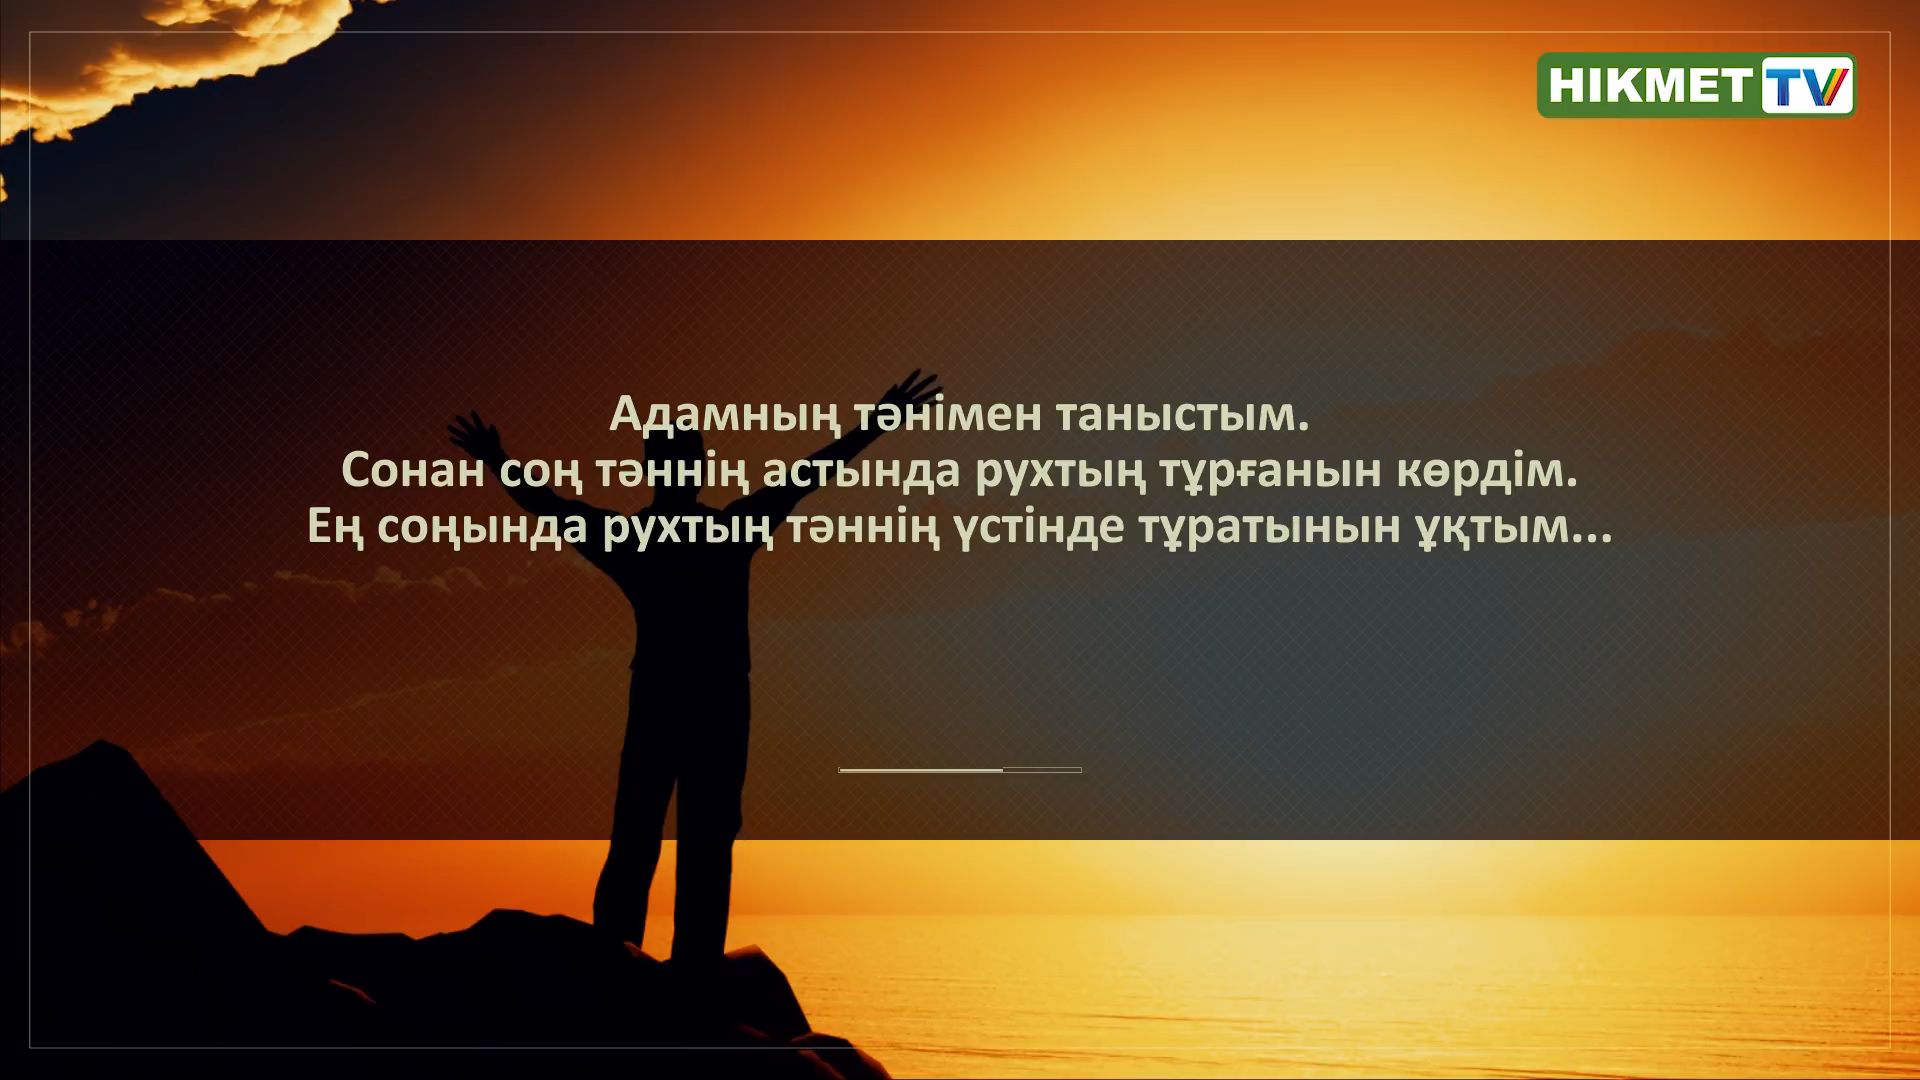 HIKMET TV
Адамның тәнімен таныстым.
Сонан соң тәннің астында рухтың тұрғанын көрдім.
Ең соңында рухтың тәннің үстінде тұратынын ұқтым...